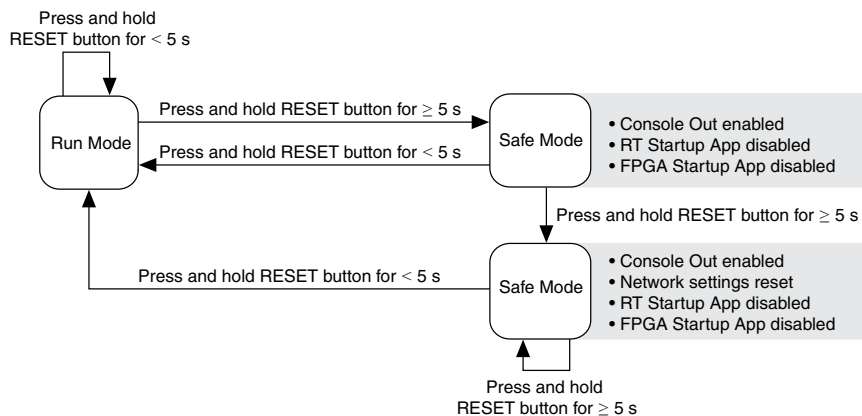 Press and hold
RESET button for < 5 s
Run Mode
Press and hold RESET button for ≥ 5 s
Press and hold RESET button for < 5 s
Safe Mode
• Console Out enabled
• RT Startup App disabled
• FPGA Startup App disabled
Press and hold RESET button for ≥ 5 s
Press and hold RESET button for < 5 s
Safe Mode
• Console Out enabled
• Network settings reset
• RT Startup App disabled
• FPGA Startup App disabled
Press and hold
RESET button for ≥ 5 s